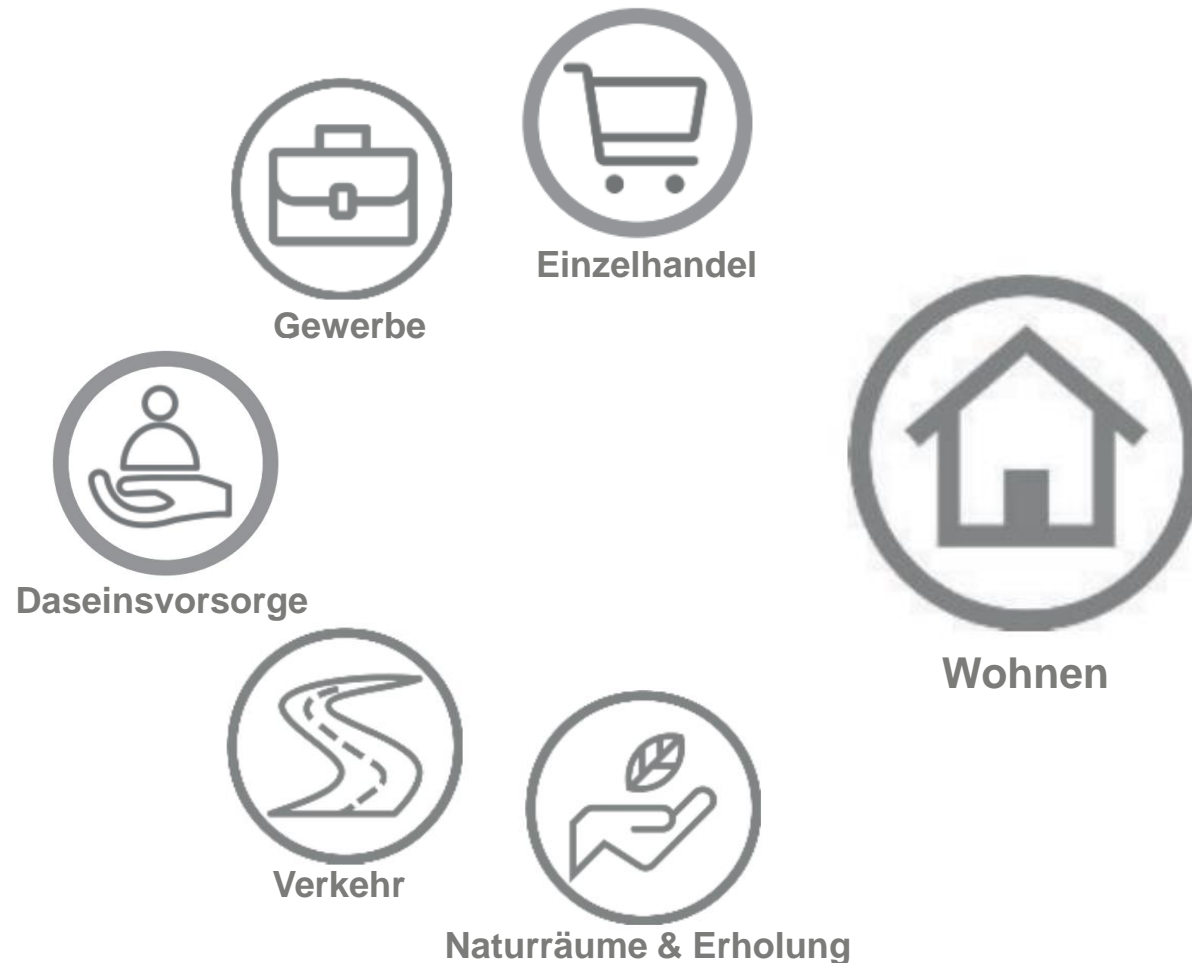 Einzelhandel
Gewerbe
Daseinsvorsorge
Wohnen
Verkehr
Naturräume & Erholung